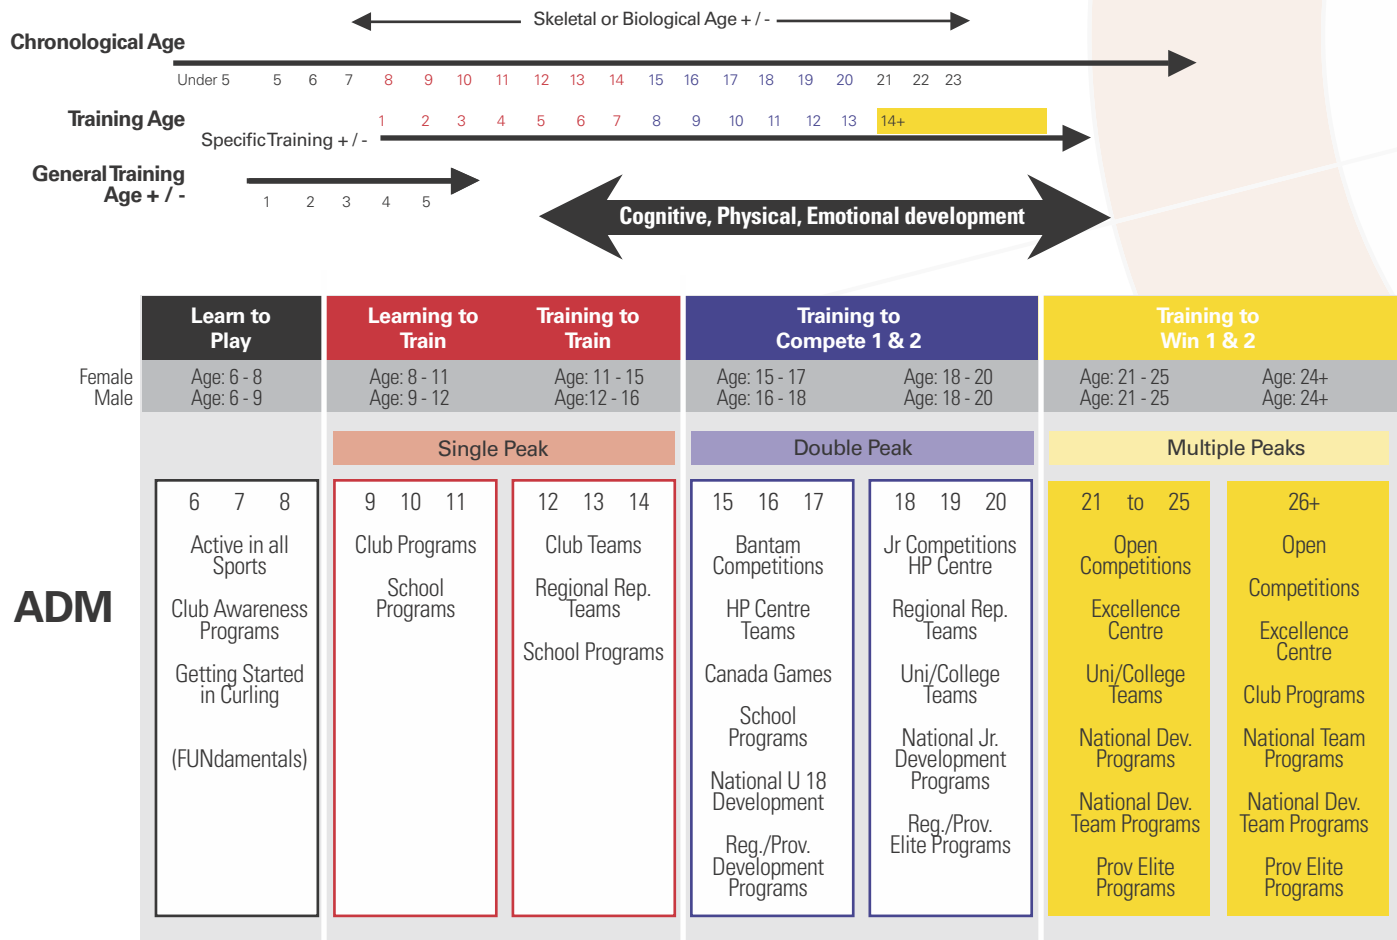 Skeletal or Biological Age + / -
Chronological Age
Under 5 5 6 7 8 9 10 11 12 13 14 15 16 17 18 19 20 21 22 23
Training Age
1 2 3 4 5 6 7 8 9 10 11 12 13 14+
Specific Training + / -
General Training
Age + / -
1 2 3 4 5
Cognitive, Physical, Emotional development
Learn to
Play
Learning to
Train
Training to
Train
Training to
Compete 1 & 2
Training to
Win 1 & 2
Female
Male
Age: 6 - 8
Age: 6 - 9
Age: 8 - 11
Age: 9 - 12
Age: 11 - 15
Age:12 - 16
Age: 15 - 17
Age: 16 - 18
Age: 18 - 20
Age: 18 - 20
Age: 21 - 25
Age: 21 - 25
Age: 24+
Age: 24+
Single Peak
Double Peak
Multiple Peaks
ADM
6 7 8
Active in all
Sports
Club Awareness
Programs
Getting Started
in Curling
(FUNdamentals)
9 10 11
Club Programs
School
Programs
12 13 14
Club Teams
Regional Rep.
Teams
School Programs
15 16 17
Bantam
Competitions
HP Centre
Teams
Canada Games
School
Programs
National U 18
Development
Reg./Prov.
Development
Programs
18 19 20
Jr Competitions
HP Centre
Regional Rep.
Teams
Uni/College
Teams
National Jr.
Development
Programs
Reg./Prov.
Elite Programs
21 to 25
Open
Competitions
Excellence
Centre
Uni/College
Teams
National Dev.
Programs
National Dev.
Team Programs
Prov Elite
Programs
26+
Open
Competitions
Excellence
Centre
Club Programs
National Team
Programs
National Dev.
Team Programs
Prov Elite
Programs